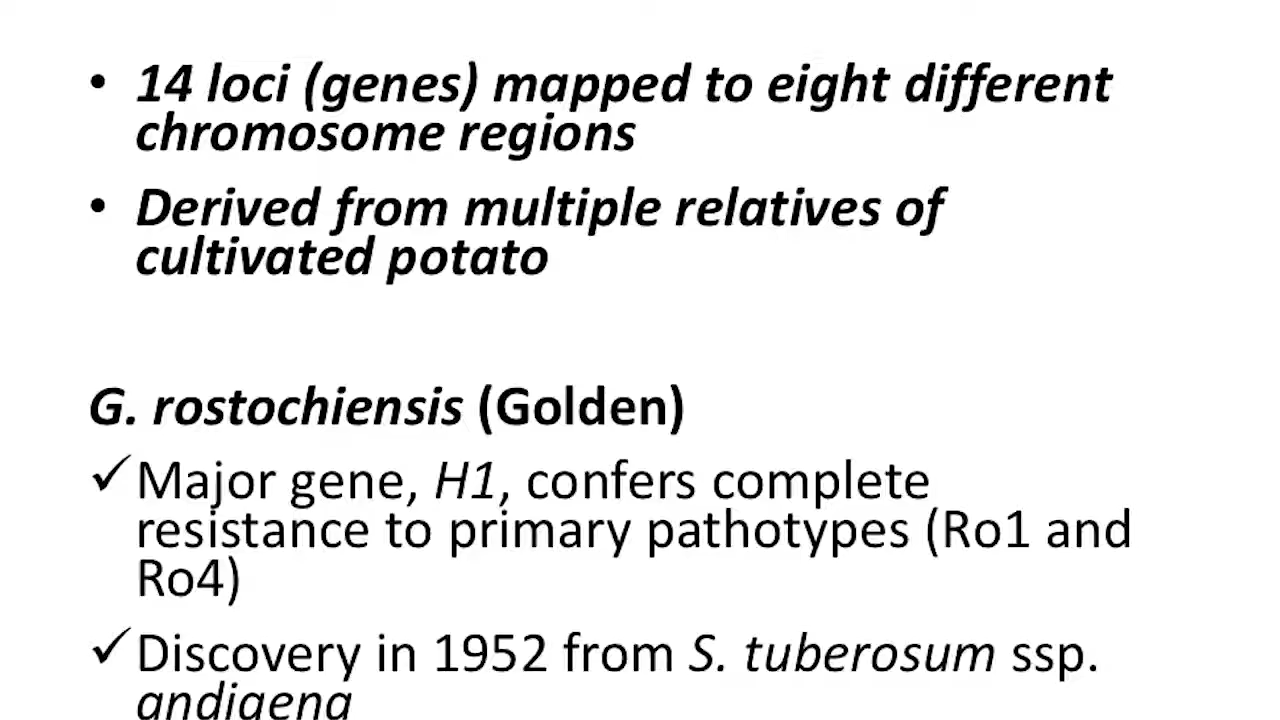 • 14 loci (genes) mapped to eight different
chromosome regions
• Derived from multiple relatives of
cultivated potato
G. rostochiensis (Golden)
✓Major gene, H1, confers complete
resistance to primary pathotypes (Ro1 and
Ro4)
✓Discovery in 1952 from S. tuberosum ssp.
andigena